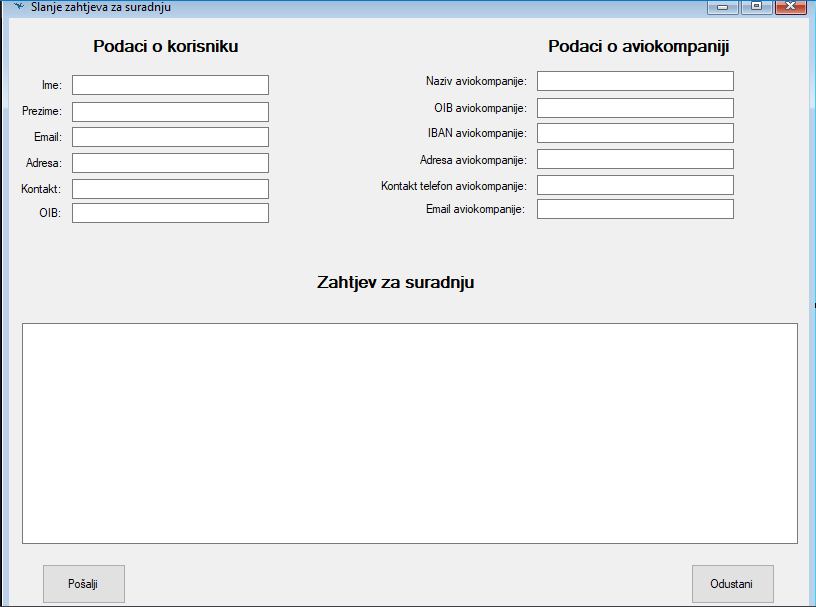 Slanje zahtjeva za suradnju
Podaci o korisniku
Ime:
Prezime:
Email:
Adresa:
Kontakt:
OIB:
Podaci o aviokompaniji
Naziv aviokompanije:
OIB aviokompanije:
IBAN aviokompanije:
Adresa aviokompanije:
Kontakt telefon aviokompanije:
Email aviokompanije:
Zahtjev za suradnju
Pošalji
Odustani